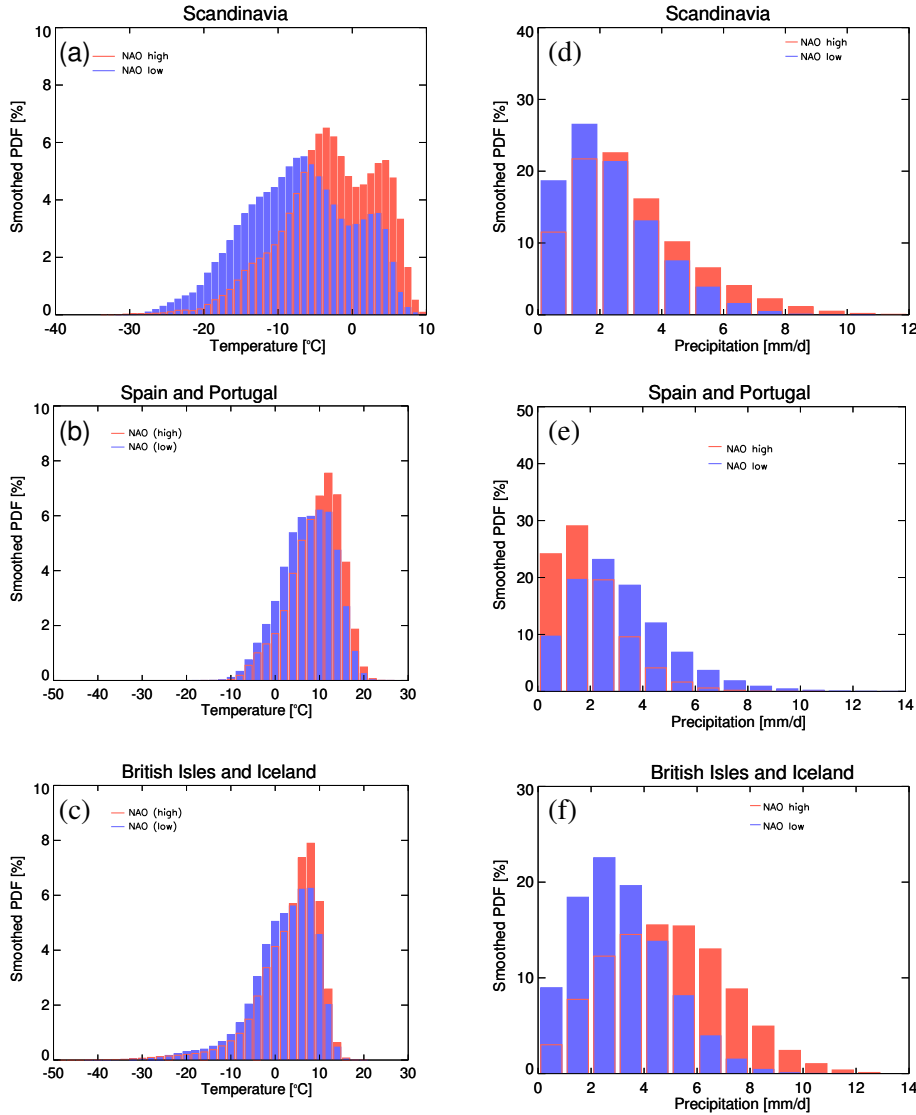 Scandinavia
(a)
NAO high
NAO low
Smoothed PDF [%]
10
8
6
4
2
0
-40 -30 -20 -10 0 10
Temperature [°C]
Scandinavia
(d)
NAO high
NAO low
Smoothed PDF [%]
40
30
20
10
0
0 2 4 6 8 10 12
Precipitation [mm/d]
Spain and Portugal
(b)
NAO (high)
NAO (low)
Smoothed PDF [%]
10
8
6
4
2
0
-50 -40 -30 -20 -10 0 10 20 30
Temperature [°C]
Spain and Portugal
(e)
NAO high
NAO low
Smoothed PDF [%]
50
40
30
20
10
0
0 2 4 6 8 10 12 14
Precipitation [mm/d]
British Isles and Iceland
(c)
NAO (high)
NAO (low)
Smoothed PDF [%]
10
8
6
4
2
0
-50 -40 -30 -20 -10 0 10 20 30
Temperature [°C]
British Isles and Iceland
(f)
NAO high
NAO low
Smoothed PDF [%]
30
20
10
0
0 2 4 6 8 10 12 14
Precipitation [mm/d]